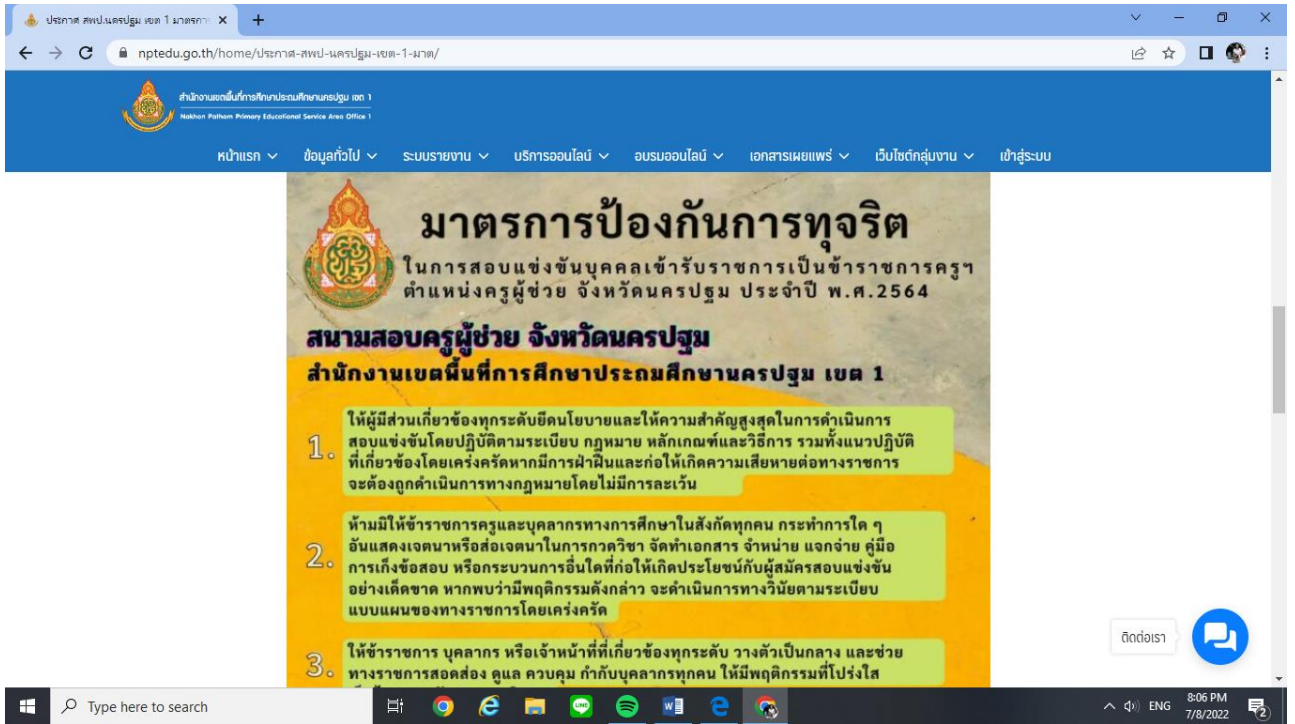 ประกาศ สพป.นครปฐม เขต 1 มาตรกา
nptedu.go.th/home/ประกาศ-สพป-นครปฐม-เขต-1-มาต/
สำนักงานเขตพื้นที่การศึกษาประถมศึกษานครปฐม เขต 1
Nakhon Pathom Primary Educational Service Area Office 1
หน้าแรก ข้อมูลทั่วไป ระบบรายงาน บริการออนไลน์ อบรมออนไลน์ เอกสารเผยแพร่ เว็บไซต์กลุ่มงาน เข้าสู่ระบบ
มาตรการป้องกันการทุจริต
ในการสอบแข่งขันบุคคลเข้ารับราชการเป็นข้าราชการครูฯ
ตำแหน่งครูผู้ช่วย จังหวัดนครปฐม ประจำปี พ.ศ.2564
สนามสอบครูผู้ช่วย จังหวัดนครปฐม
สำนักงานเขตพื้นที่การศึกษาประถมศึกษานครปฐม เขต 1
1. ให้ผู้มีส่วนเกี่ยวข้องทุกระดับยึดนโยบายและให้ความสำคัญสูงสุดในการดำเนินการ
สอบแข่งขันโดยปฏิบัติตามระเบียบ กฎหมาย หลักเกณฑ์และวิธีการ รวมทั้งแนวปฏิบัติ
ที่เกี่ยวข้องโดยเคร่งครัดหากมีการฝ่าฝืนและก่อให้เกิดความเสียหายต่อทางราชการ
จะต้องถูกดำเนินการทางกฎหมายโดยไม่มีการละเว้น
2. ห้ามมิให้ข้าราชการครูและบุคลากรทางการศึกษาในสังกัดทุกคน กระทำการใด ๆ
อันแสดงเจตนาหรือส่อเจตนาในการกวดวิชา จัดทำเอกสาร จำหน่าย แจกจ่าย คู่มือ
การเก็งข้อสอบ หรือกระบวนการอื่นใดที่ก่อให้เกิดประโยชน์กับผู้สมัครสอบแข่งขัน
อย่างเด็ดขาด หากพบว่ามีพฤติกรรมดังกล่าว จะดำเนินการทางวินัยตามระเบียบ
แบบแผนของทางราชการโดยเคร่งครัด
3. ให้ข้าราชการ บุคลากร หรือเจ้าหน้าที่ที่เกี่ยวข้องทุกระดับ วางตัวเป็นกลาง และช่วย
ทางราชการสอดส่อง ดูแล ควบคุม กำกับบุคลากรทุกคน ให้มีพฤติกรรมที่โปร่งใส
ติดต่อเรา
Type here to search
ENG
8:06 PM
7/8/2022
2